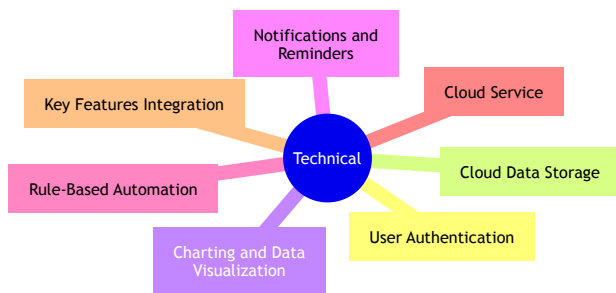 Notifications and
Reminders
Cloud Service
Key Features Integration
Technical
Cloud Data Storage
Rule-Based Automation
User Authentication
Charting and Data
Visualization